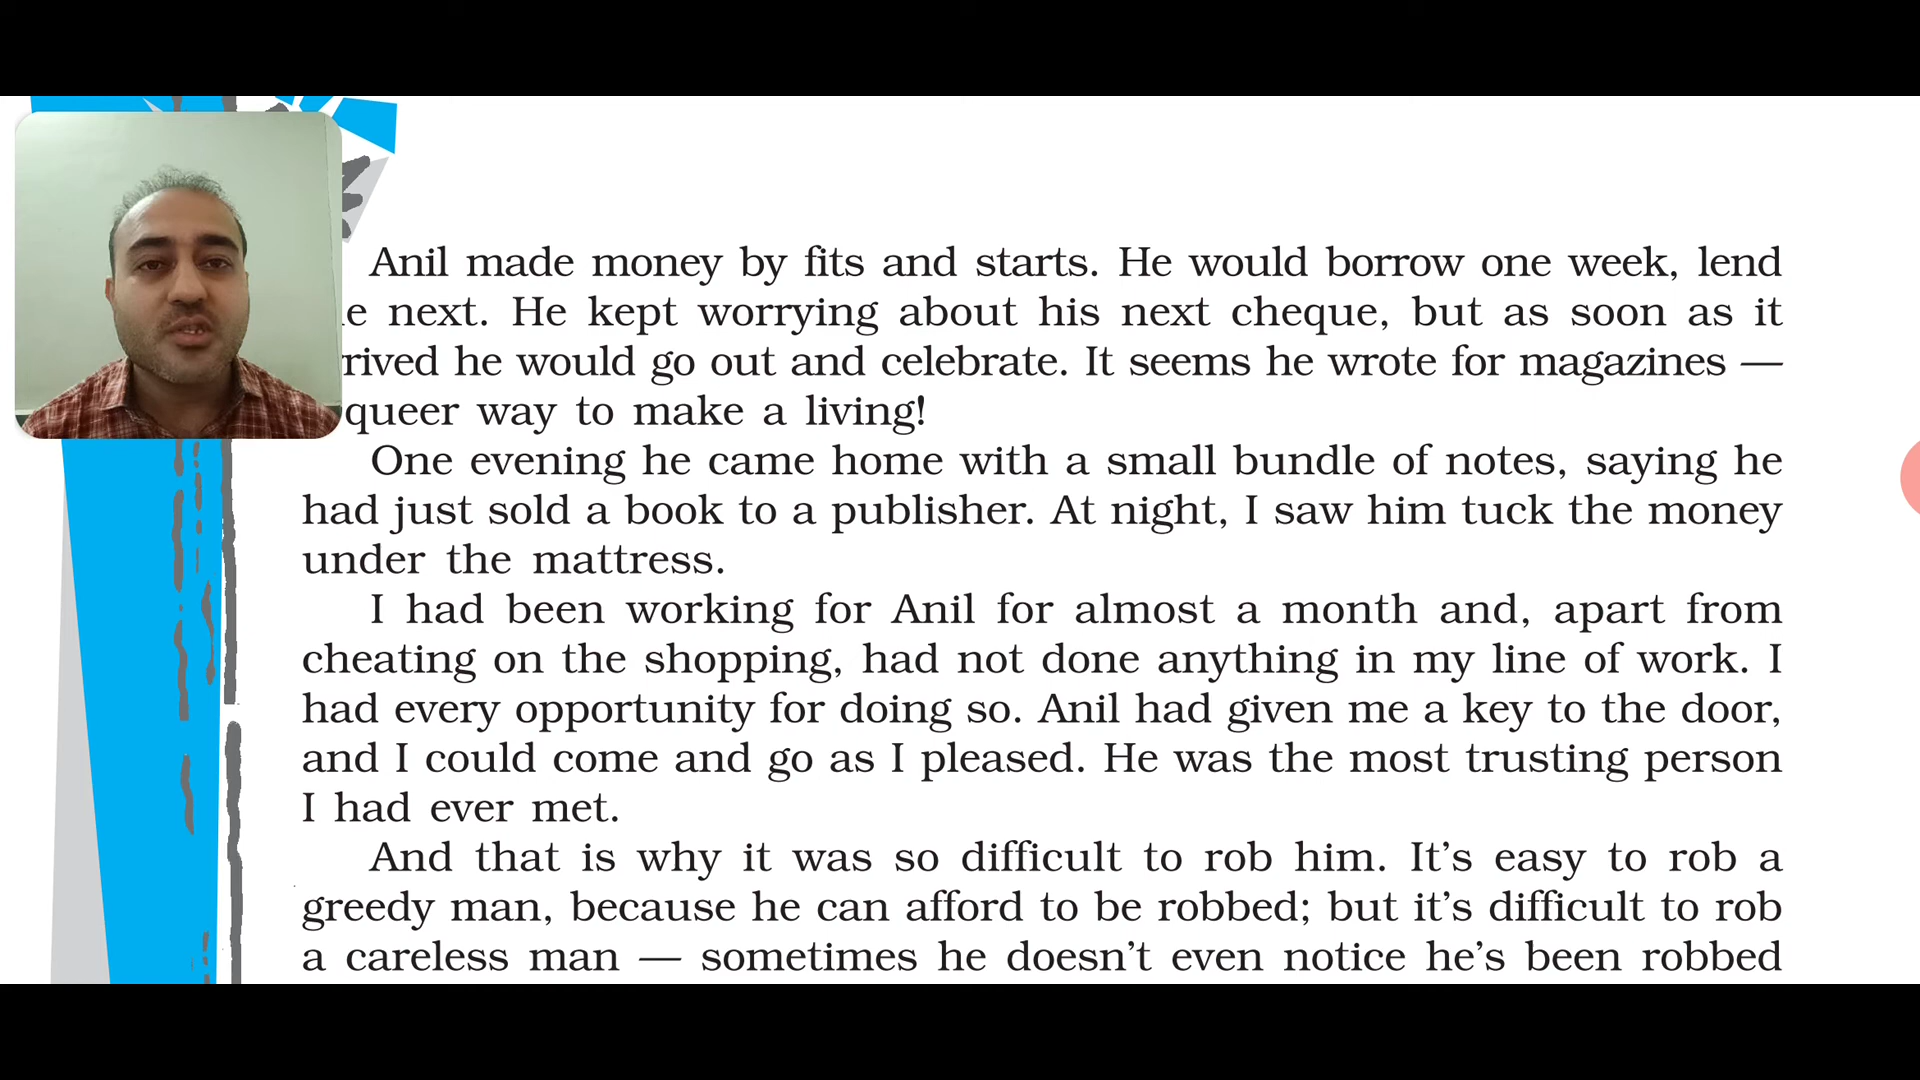 Anil made money by fits and starts. He would borrow one week, lend
next. He kept worrying about his next cheque, but as soon as it
he would go out and celebrate. It seems he wrote for magazines —
queer way to make a living!
One evening he came home with a small bundle of notes, saying he
had just sold a book to a publisher. At night, I saw him tuck the money
under the mattress.
I had been working for Anil for almost a month and, apart from
cheating on the shopping, had not done anything in my line of work. I
had every opportunity for doing so. Anil had given me a key to the door,
and I could come and go as I pleased. He was the most trusting person
I had ever met.
And that is why it was so difficult to rob him. It's easy to rob a
greedy man, because he can afford to be robbed; but it's difficult to rob
a careless man — sometimes he doesn't even notice he's been robbed